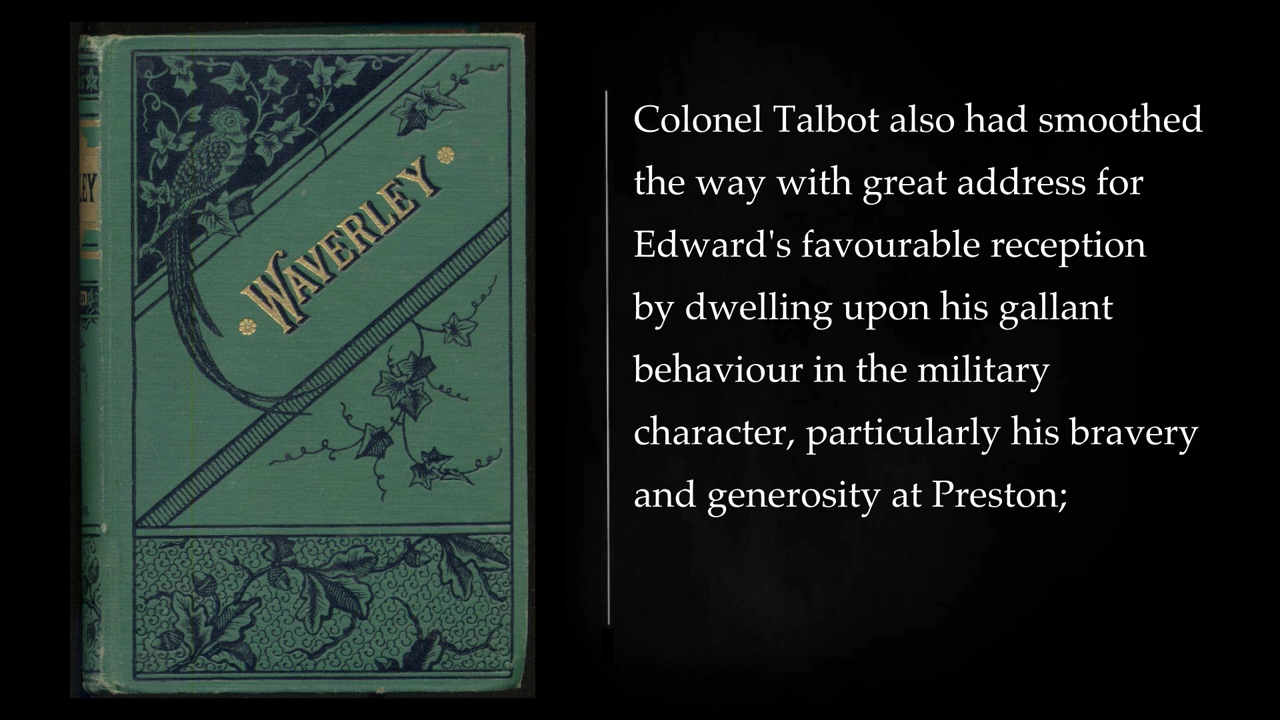 WAVERLEY
Colonel Talbot also had smoothed
the way with great address for
Edward's favourable reception
by dwelling upon his gallant
behaviour in the military
character, particularly his bravery
and generosity at Preston;